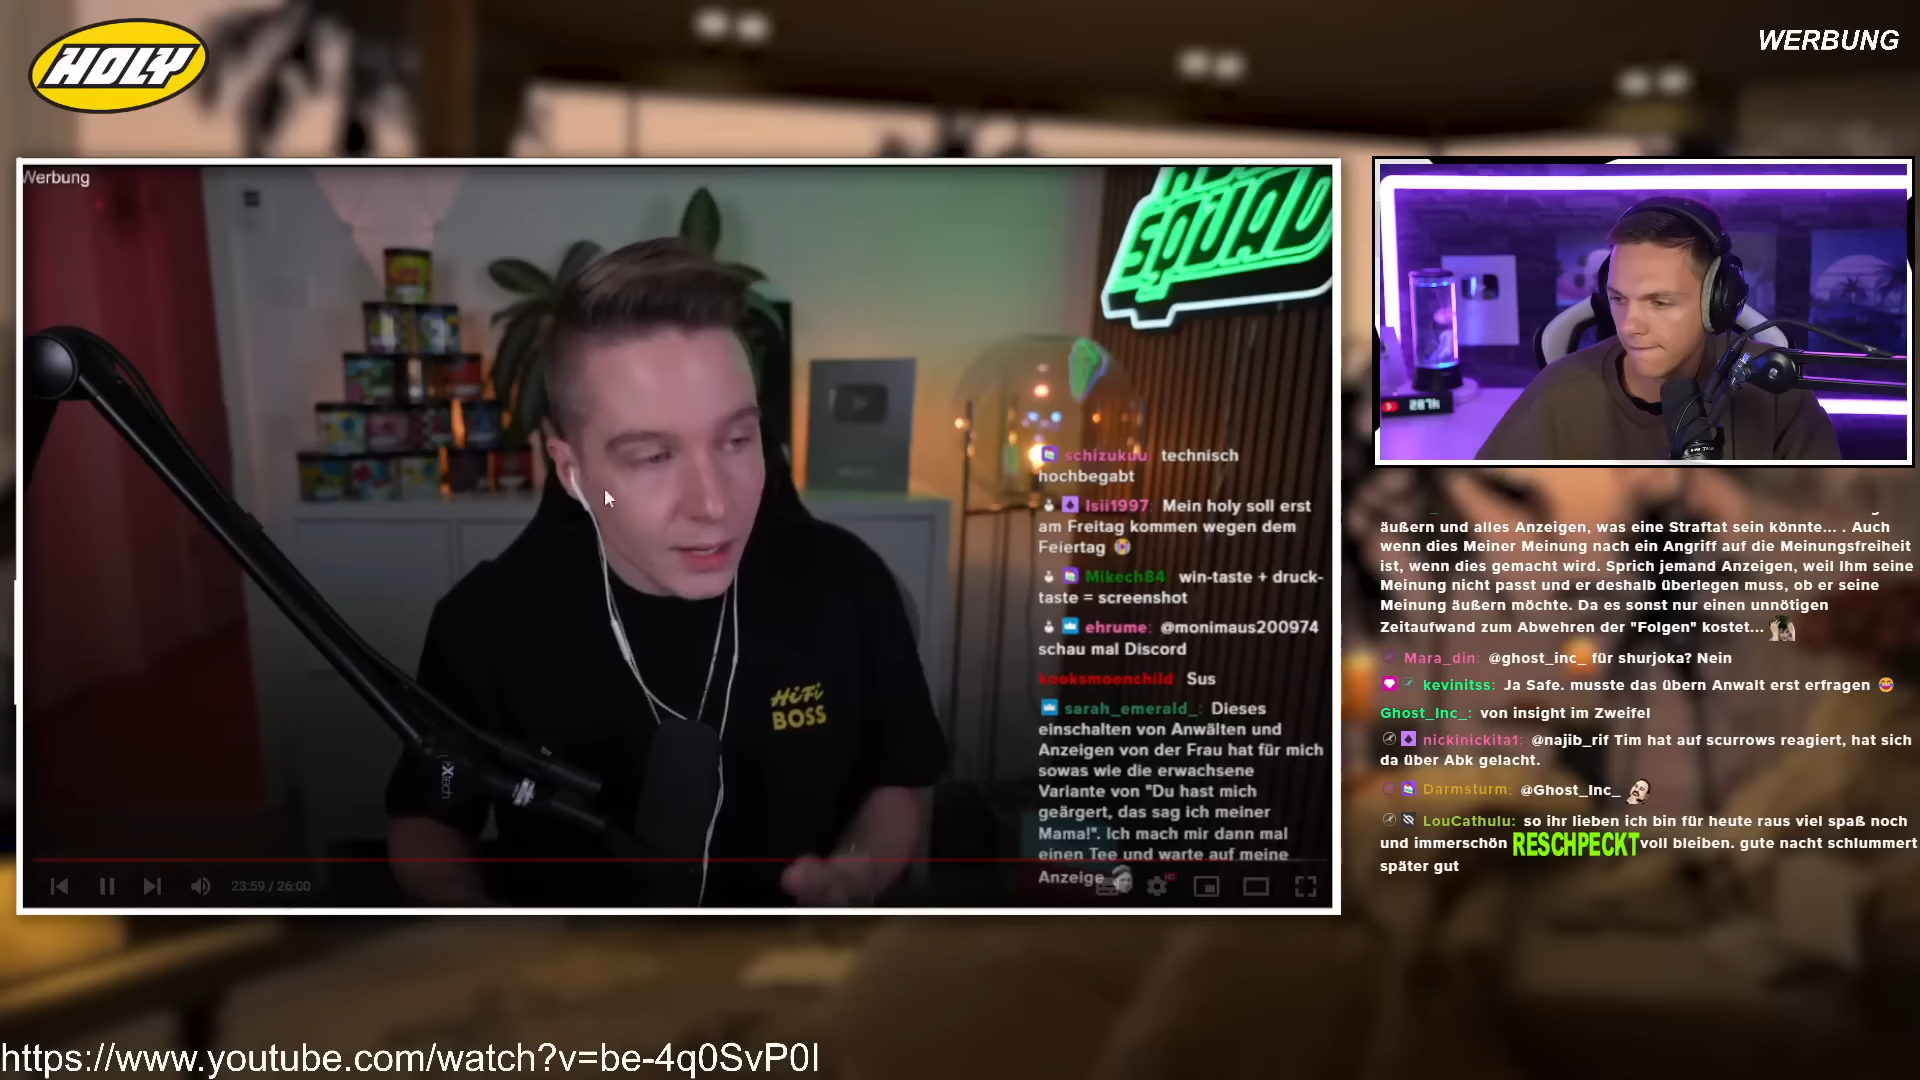 HOLY
WERBUNG
Werbung
SQUAD
schizukuu technisch
hochbegabt
lsii1997: Mein holy soll erst
am Freitag kommen wegen dem
Feiertag
Mikech84 win-taste + druck-
taste = screenshot
ehrume: @monimaus200974
schau mal Discord
kooksmoonchild Sus
sarah_emerald_: Dieses
einschalten von Anwälten und
Anzeigen von der Frau hat für mich
sowas wie die erwachsene
Variante von "Du hast mich
geärgert, das sag ich meiner
Mama!". Ich mach mir dann mal
einen Tee und warte auf meine
Anzeige
HiFi
BOSS
23:59 / 26:00
HD
287k
äußern und alles Anzeigen, was eine Straftat sein könnte... . Auch
wenn dies Meiner Meinung nach ein Angriff auf die Meinungsfreiheit
ist, wenn dies gemacht wird. Sprich jemand Anzeigen, weil Ihm seine
Meinung nicht passt und er deshalb überlegen muss, ob er seine
Meinung äußern möchte. Da es sonst nur einen unnötigen
Zeitaufwand zum Abwehren der "Folgen" kostet...
Mara_din: @ghost_inc_ für shurjoka? Nein
kevinitss: Ja Safe. musste das übern Anwalt erst erfragen
Ghost_Inc_: von insight im Zweifel
nickinickita1: @najib_rif Tim hat auf scurrows reagiert, hat sich
da über Abk gelacht.
Darmsturm: @Ghost_Inc_
LouCathulu: so ihr lieben ich bin für heute raus viel spaß noch
und immerschön RESCHPECKT voll bleiben. gute nacht schlummert
später gut
https://www.youtube.com/watch?v=be-4q0SvP0I